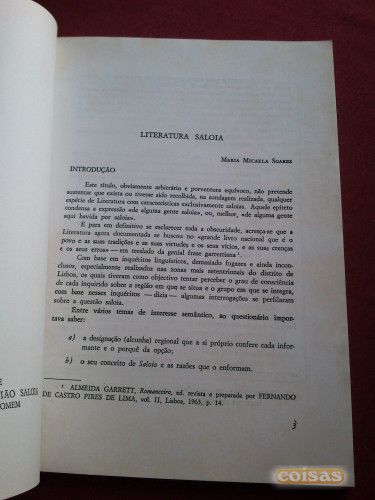 LITERATURA SALOIA
MARIA MICAELA SOARES
INTRODUÇÃO
Este título, obviamente arbitrário e porventura equívoco, não pretende
sustentar que exista ou tivesse sido recolhida, na sondagem realizada, qualquer
espécie de Literatura com características exclusivamente saloias. Aquele epíteto
condensa a expressão «de alguma gente saloia», ou, melhor, «de alguma gente
aqui havida por saloia».
E para em definitivo se esclarecer toda a obscuridade, acrescya-se que a
Literatura agora documentada se buscou no «grande livro nacional que é o
povo e as suas tradições e as suas virtudes e os seus vícios, e as suas crenças
e os seus erros» — em traslado da genial frase garrettiana ¹.
Com base em inquéritos linguísticos, demasiado fugazes e ainda incon-
clusos, especialmente realizados nas zonas mais setentrionais do distrito de
Lisboa, os quais levavam o intuito particular de tentar perceber o grau de consciência
de cada inquirido sobre a região em que se situa e o grupo em que se integra,
com base nesses inquéritos — dizia — algumas interrogações se perfilaram
sobre a questão saloia.
Entre vários temas de interesse semântico, ao questionário impor-
tava saber:
a) a designação (alcunha) regional que a si próprio confere cada infor-
mante e o porquê da opção;
b) o seu conceito de Saloio e as razões que o enformam.
¹ ALMEIDA GARRETT, Romanceiro, ed. revista e preparada por FERNANDO
DE CASTRO PIRES DE LIMA, vol. II, Lisboa, 1963, p. 14.
3
E
IÃO SALOIA
OMEM
coisas